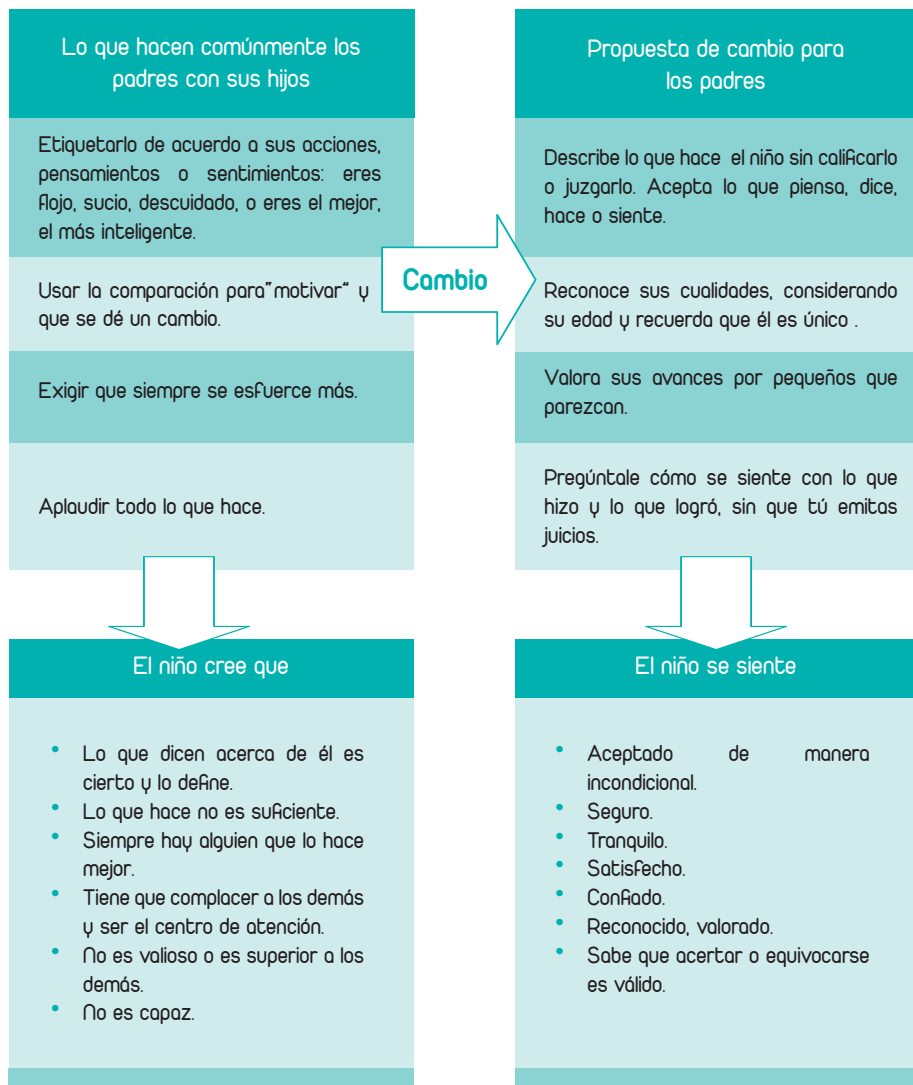 Lo que hacen comúnmente los
padres con sus hijos
Etiquetarlo de acuerdo a sus acciones,
pensamientos o sentimientos: eres
flojo, sucio, descuidado, o eres el mejor,
el más inteligente.
Usar la comparación para"motivar" y
que se dé un cambio.
Exigir que siempre se esfuerce más.
Aplaudir todo lo que hace.
Cambio
Propuesta de cambio para
los padres
Describe lo que hace el niño sin calificarlo
o juzgarlo. Acepta lo que piensa, dice,
hace o siente.
Reconoce sus cualidades, considerando
su edad y recuerda que él es único .
Valora sus avances por pequeños que
parezcan.
Pregúntale cómo se siente con lo que
hizo y lo que logró, sin que tú emitas
juicios.
El niño cree que
• Lo que dicen acerca de él es
cierto y lo define.
• Lo que hace no es suficiente.
• Siempre hay alguien que lo hace
mejor.
• Tiene que complacer a los demás
y ser el centro de atención.
• No es valioso o es superior a los
demás.
• No es capaz.
El niño se siente
• Aceptado de manera
incondicional.
• Seguro.
• Tranquilo.
• Satisfecho.
• Confiado.
• Reconocido, valorado.
• Sabe que acertar o equivocarse
es válido.